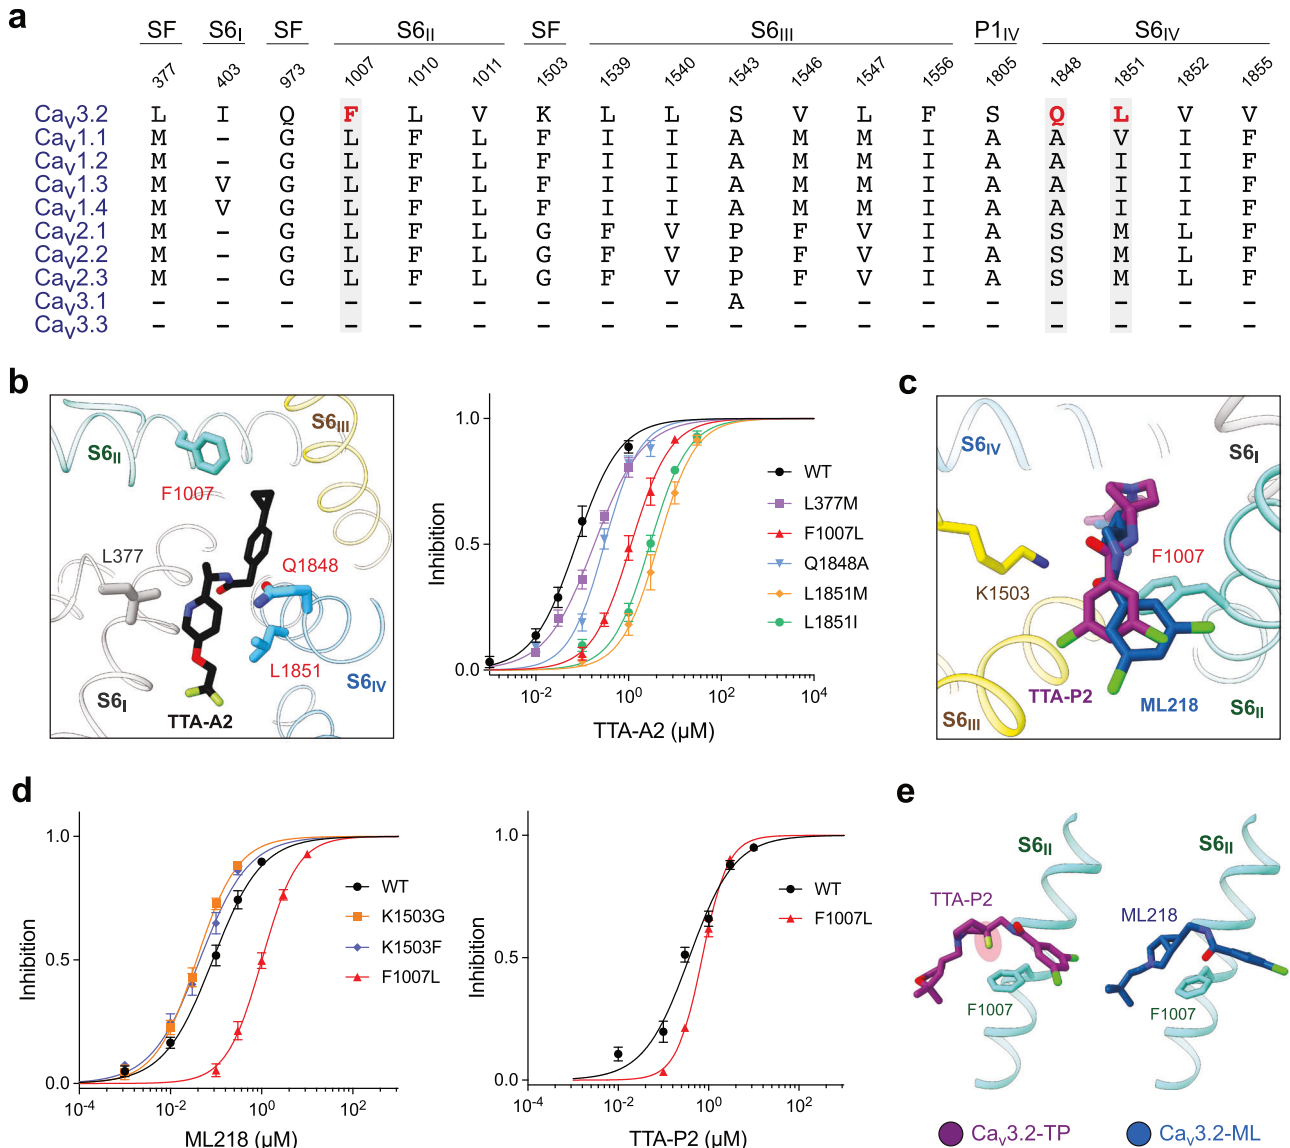 a
SF S6I SF S6II SF S6III P1IV S6IV
377 403 973 1007 1010 1011 1503 1539 1540 1543 1546 1547 1556 1805 1848 1851 1852 1855
CaV3.2 L I Q F L V K L L S V L F S Q L V V
CaV1.1 M - G L F L F I I A M M I A A V I F
CaV1.2 M - G L F L F I I A M M I A A I I F
CaV1.3 M V G L F L F I I A M M I A A I I F
CaV1.4 M V G L F L F I I A M M I A A I I F
CaV2.1 M - G L F L G F V P F V I A S M L F
CaV2.2 M - G L F L G F V P F V I A S M L F
CaV2.3 M - G L F L G F V P F V I A S M L F
CaV3.1 - - - - - - - - - A - - - - - - - -
CaV3.3 - - - - - - - - - - - - - - - - - -
b
S6III
S6II
F1007
L377
Q1848
L1851
S6IV
S6I
TTA-A2
Inhibition
1.0
0.5
0.0
10-2 100 102 104
TTA-A2 (µM)
WT
L377M
F1007L
Q1848A
L1851M
L1851I
c
S6IV
S6I
F1007
K1503
TTA-P2
ML218
S6III
S6II
d
Inhibition
1.0
0.5
0.0
10-4 10-2 100 102
ML218 (µM)
WT
K1503G
K1503F
F1007L
Inhibition
1.0
0.5
0.0
10-4 10-2 100 102
TTA-P2 (µM)
WT
F1007L
e
S6II
TTA-P2
F1007
S6II
ML218
F1007
CaV3.2-TP
CaV3.2-ML